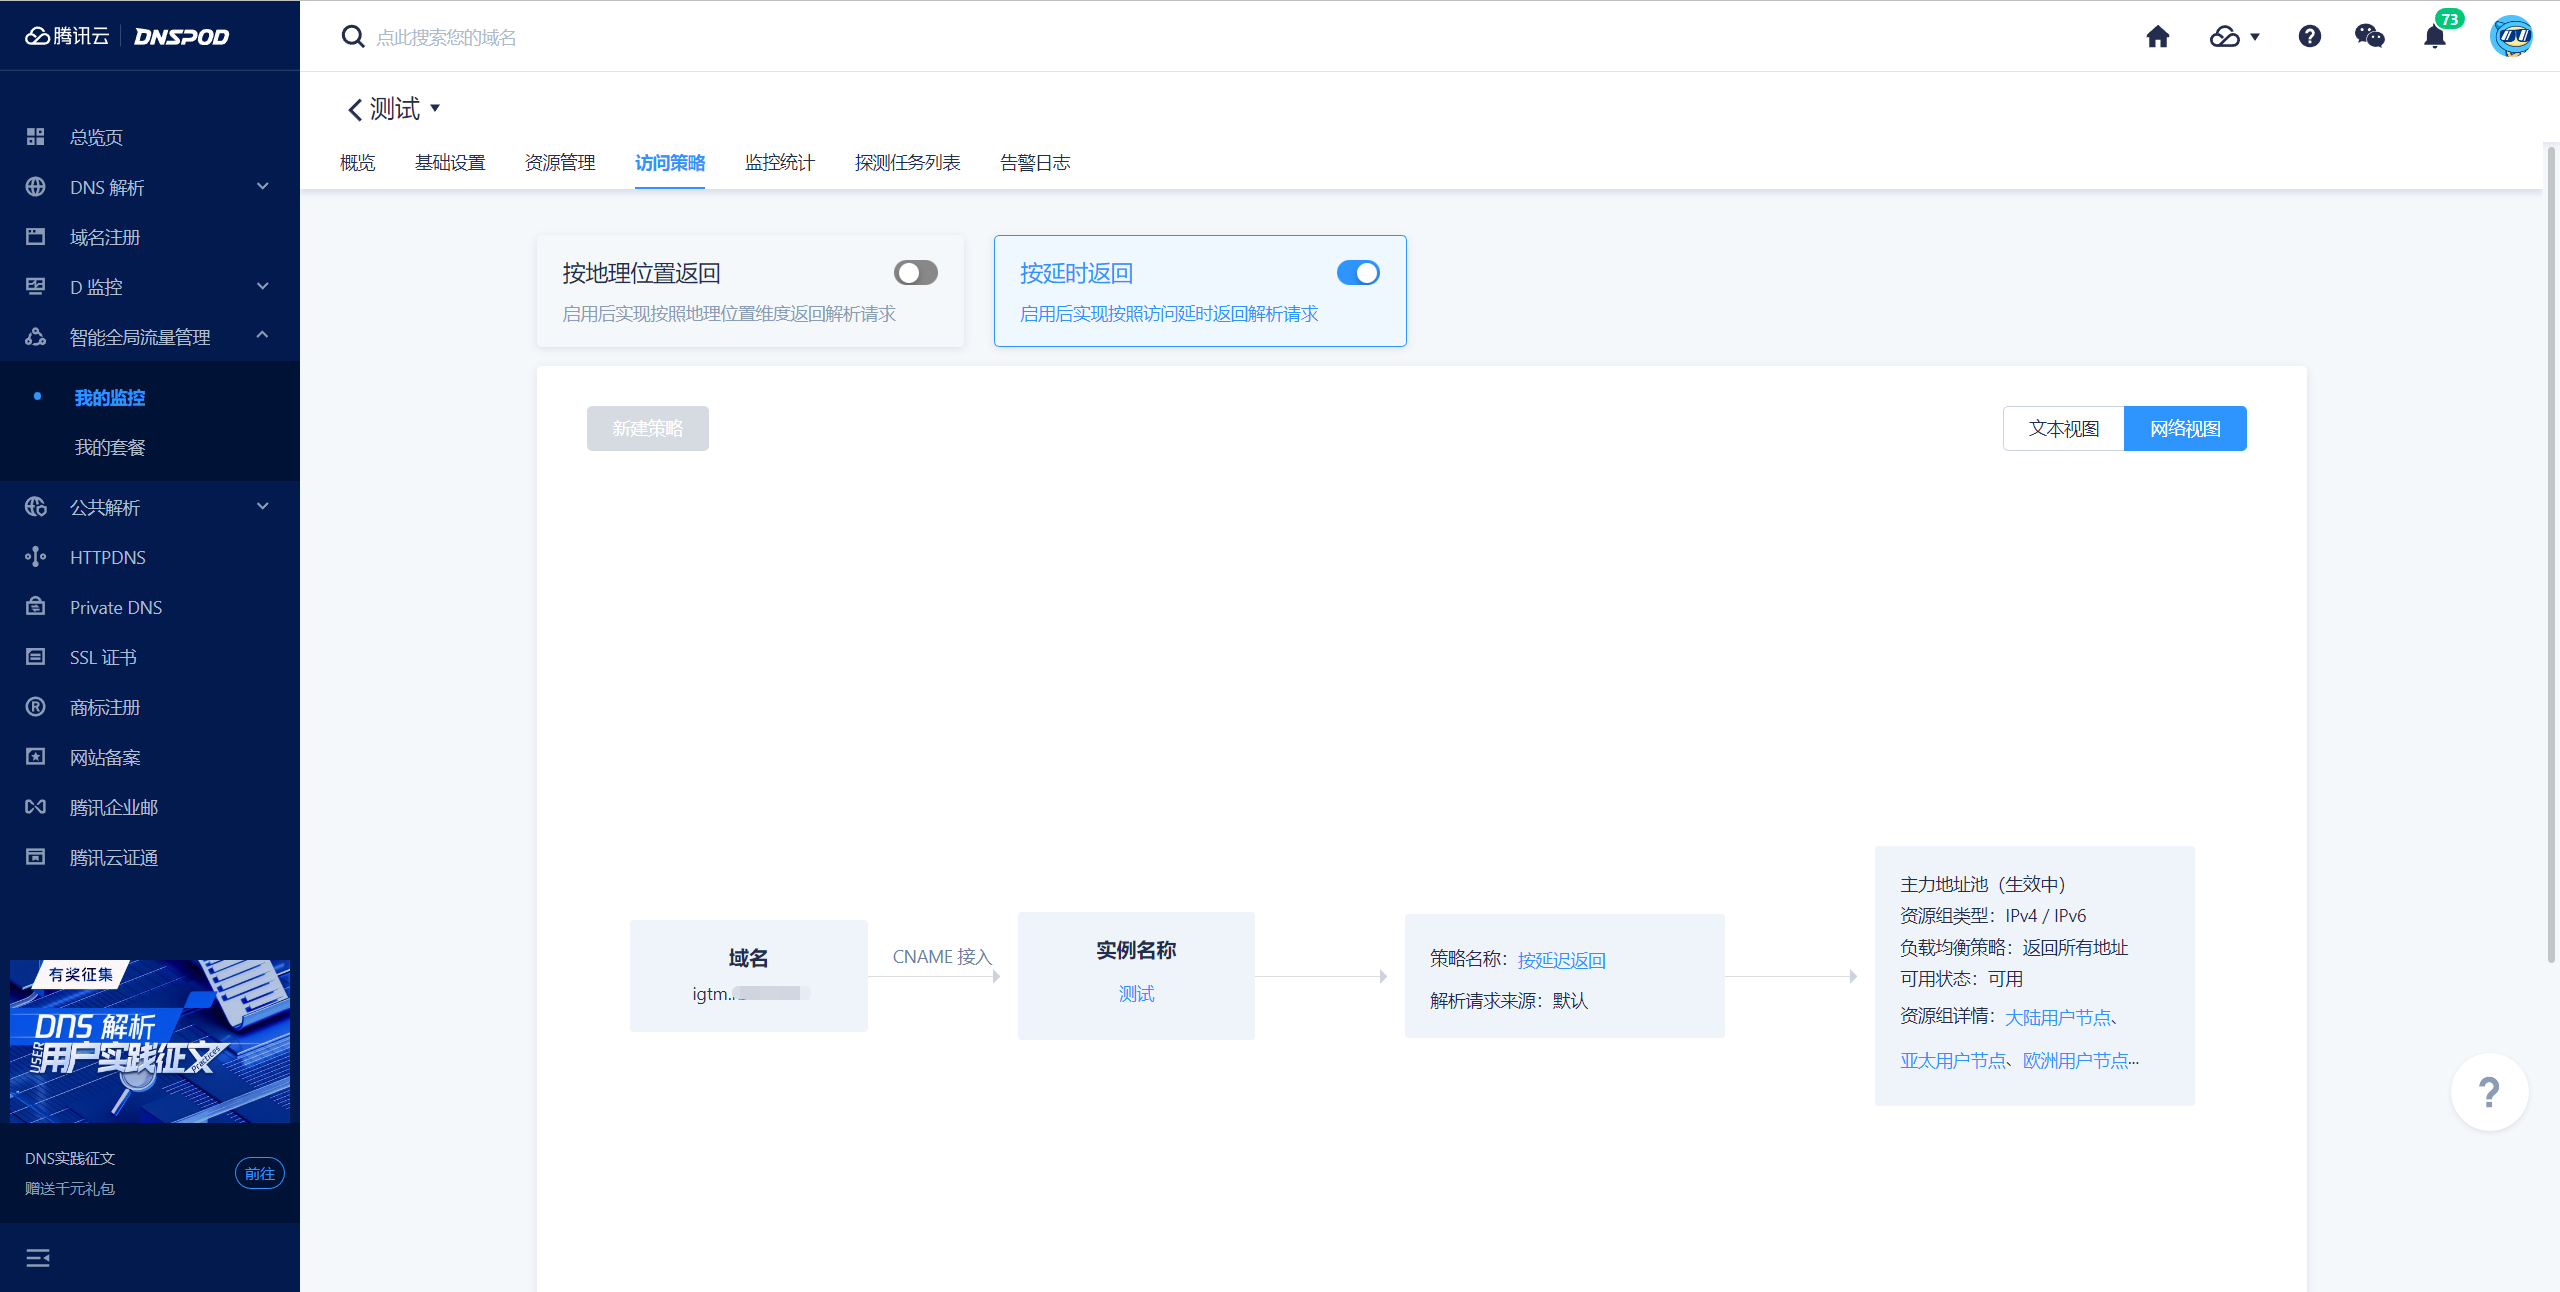 腾讯云 DNSPOD
点此搜索您的域名
73
总览页
DNS 解析
域名注册
D 监控
智能全局流量管理
我的监控
我的套餐
公共解析
HTTPDNS
Private DNS
SSL 证书
商标注册
网站备案
腾讯企业邮
腾讯云证通
有奖征集
DNS 解析
USER
用户实践征文
PRACTICES
DNS实践征文
赠送千元礼包
前往
测试
概览 基础设置 资源管理 访问策略 监控统计 探测任务列表 告警日志
按地理位置返回
启用后实现按照地理位置维度返回解析请求
按延时返回
启用后实现按照访问延时返回解析请求
新建策略
文本视图 网络视图
域名
igtm.
CNAME 接入
实例名称
测试
策略名称：按延迟返回
解析请求来源：默认
主力地址池（生效中）
资源组类型：IPv4 / IPv6
负载均衡策略：返回所有地址
可用状态：可用
资源组详情：大陆用户节点、
亚太用户节点、欧洲用户节点...
?